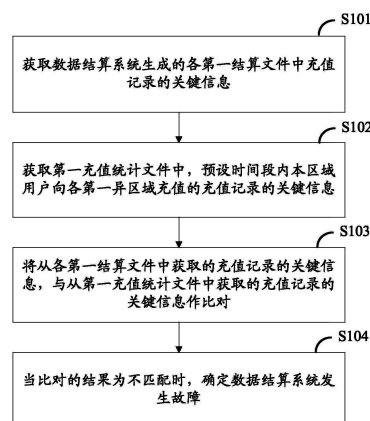 S101
获取数据结算系统生成的各第一结算文件中充值
记录的关键信息
S102
获取第一充值统计文件中，预设时间段内本区域
用户向各第一异区域充值的充值记录的关键信息
S103
将从各第一结算文件中获取的充值记录的关键信
息，与从第一充值统计文件中获取的充值记录的
关键信息作比对
S104
当比对的结果为不匹配时，确定数据结算系统发
生故障